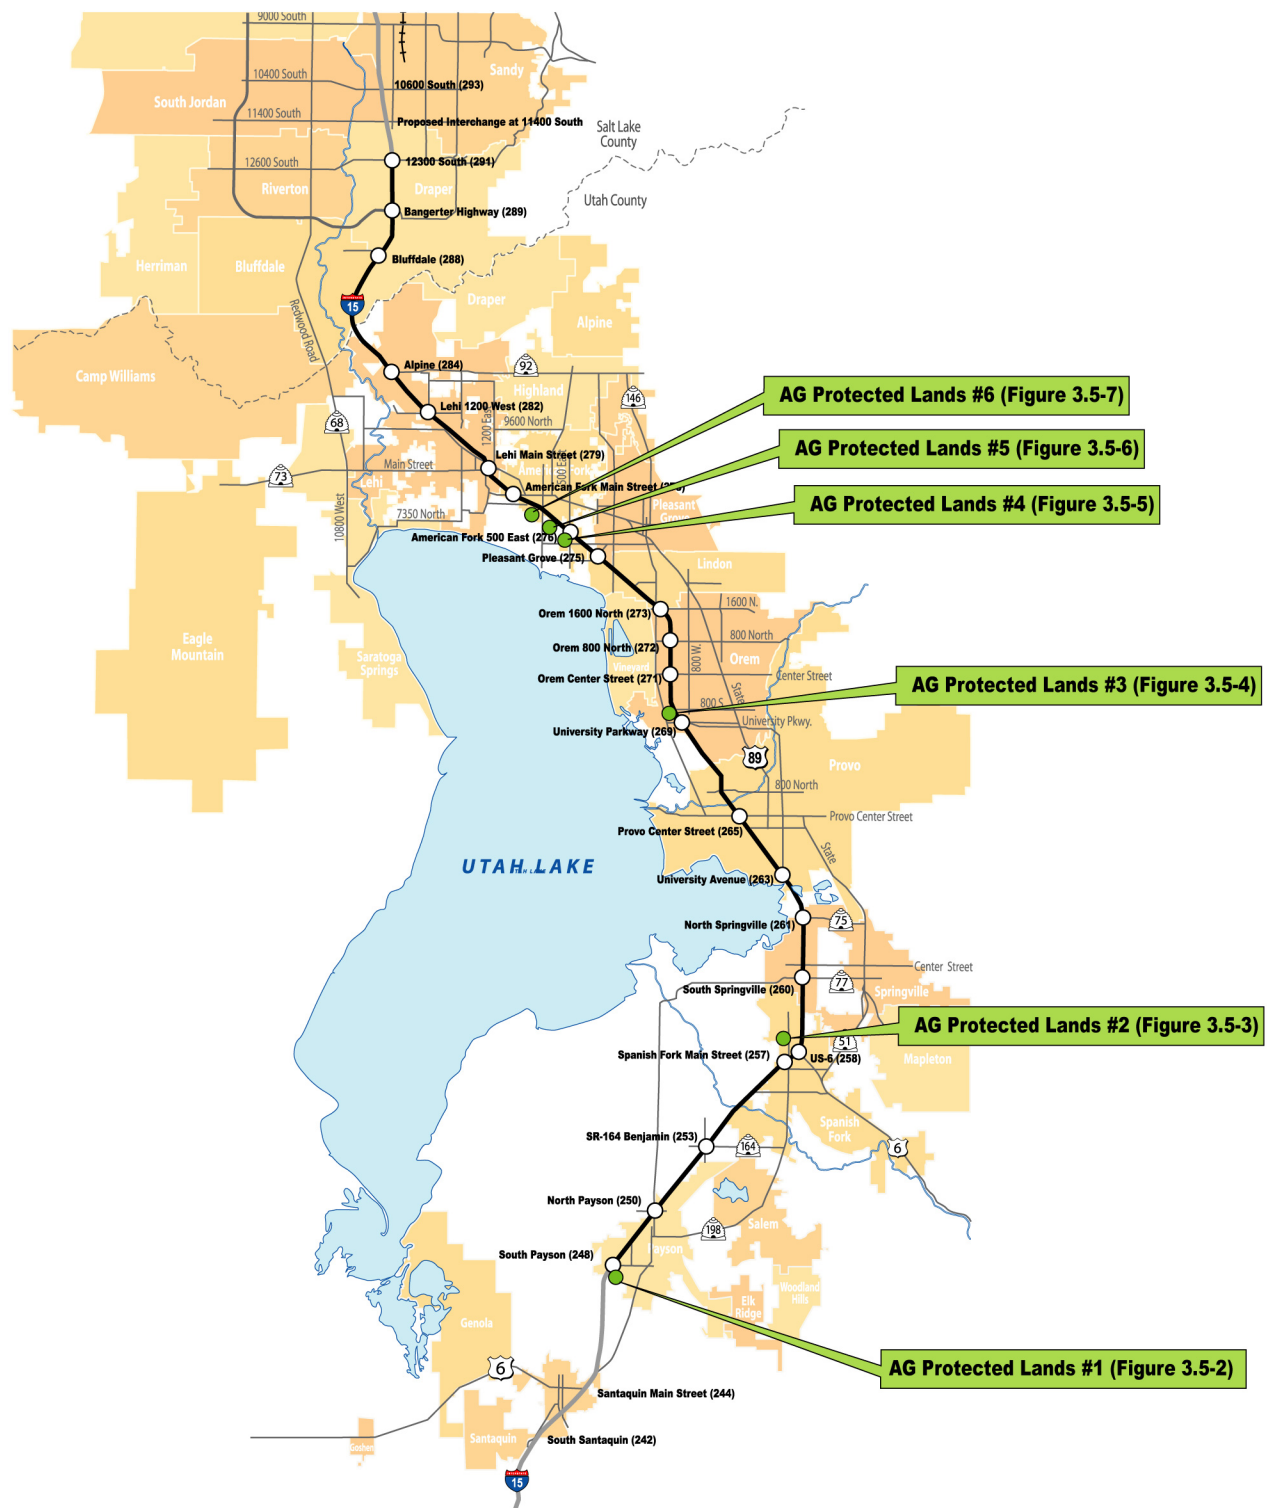 9000 South
Sandy
10400 South
10600 South (293)
South Jordan
11400 South
Proposed Interchange at 11400 South
Salt Lake
County
12600 South
12300 South (291)
Riverton
Draper
Utah County
Bangerter Highway (289)
Herriman
Bluffdale
Bluffdale (288)
Draper
15
Redwood Road
Alpine
Alpine (284)
92
Camp Williams
Highland
146
AG Protected Lands #6 (Figure 3.5-7)
Lehi 1200 West (282)
68
1200 East
9600 North
AG Protected Lands #5 (Figure 3.5-6)
Lehi Main Street (279)
Main Street
73
American Fork
500 East
Lehi
American Fork Main Street
AG Protected Lands #4 (Figure 3.5-5)
10800 West
7350 North
Pleasant
Grove
American Fork 500 East (276)
Pleasant Grove (275)
Lindon
1600 N.
Orem 1600 North (273)
Eagle
Mountain
800 North
Orem 800 North (272)
800 W.
Orem
Saratoga
Springs
Vineyard
Center Street
Orem Center Street (271)
State
AG Protected Lands #3 (Figure 3.5-4)
800 S.
University Pkwy.
University Parkway (269)
89
Provo
800 North
Provo Center Street
Provo Center Street (265)
State
UTAH LAKE
University Avenue (263)
North Springville (261)
75
Center Street
77
South Springville (260)
Springville
AG Protected Lands #2 (Figure 3.5-3)
51
Spanish Fork Main Street (257)
US-6 (258)
Mapleton
Spanish
Fork
SR-164 Benjamin (253)
164
6
North Payson (250)
Salem
198
Payson
South Payson (248)
Woodland
Hills
Elk
Ridge
Genola
6
AG Protected Lands #1 (Figure 3.5-2)
Santaquin Main Street (244)
Santaquin
South Santaquin (242)
Goshen
15